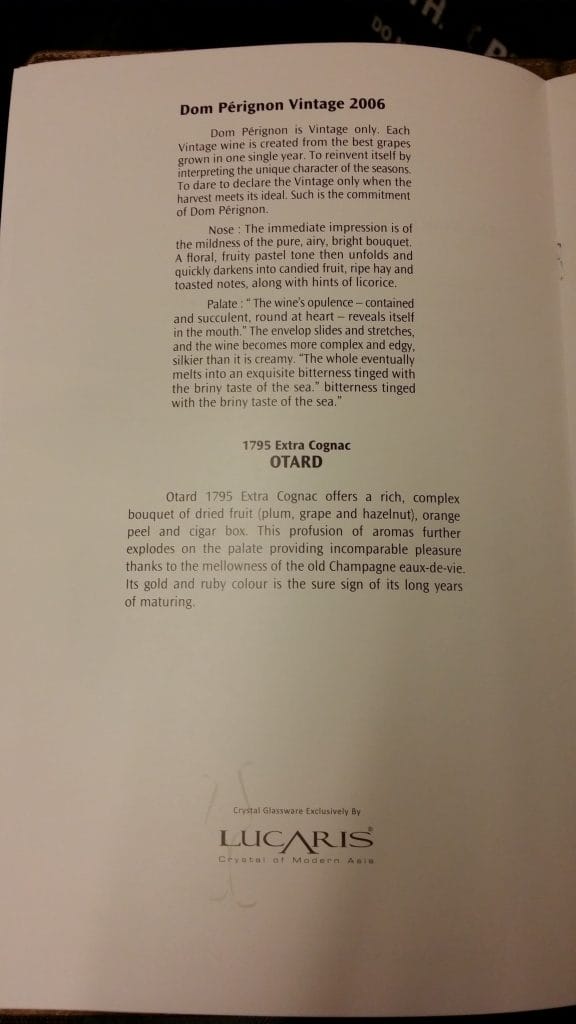 TH.
DO
Dom Pérignon Vintage 2006
Dom Pérignon is Vintage only. Each
Vintage wine is created from the best grapes
grown in one single year. To reinvent itself by
interpreting the unique character of the seasons.
To dare to declare the Vintage only when the
harvest meets its ideal. Such is the commitment
of Dom Pérignon.
Nose : The immediate impression is of
the mildness of the pure, airy, bright bouquet.
A floral, fruity pastel tone then unfolds and
quickly darkens into candied fruit, ripe hay and
toasted notes, along with hints of licorice.
Palate : “ The wine’s opulence – contained
and succulent, round at heart – reveals itself
in the mouth.” The envelop slides and stretches,
and the wine becomes more complex and edgy,
silkier than it is creamy. “The whole eventually
melts into an exquisite bitterness tinged with
the briny taste of the sea.” bitterness tinged
with the briny taste of the sea.”
1795 Extra Cognac
OTARD
Otard 1795 Extra Cognac offers a rich, complex
bouquet of dried fruit (plum, grape and hazelnut), orange
peel and cigar box. This profusion of aromas further
explodes on the palate providing incomparable pleasure
thanks to the mellowness of the old Champagne eaux-de-vie.
Its gold and ruby colour is the sure sign of its long years
of maturing.
Crystal Glassware Exclusively By
LUCARIS®
Crystal of Modern Asia